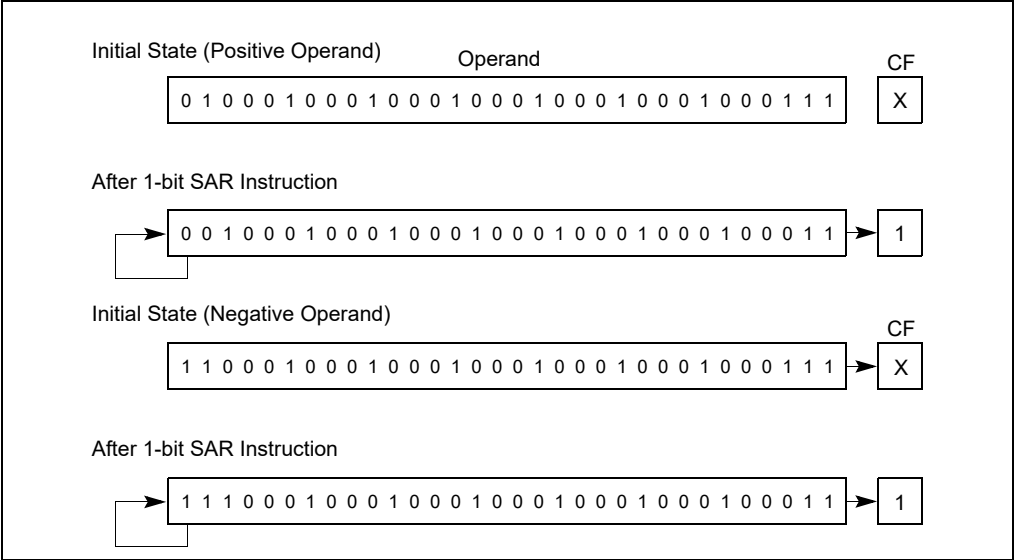 Initial State (Positive Operand)
Operand
CF
0 1 0 0 0 1 0 0 0 1 0 0 0 1 0 0 0 1 0 0 0 1 0 0 0 1 0 0 0 1 1 1
X
After 1-bit SAR Instruction
0 0 1 0 0 0 1 0 0 0 1 0 0 0 1 0 0 0 1 0 0 0 1 0 0 0 1 0 0 0 1 1
1
Initial State (Negative Operand)
CF
1 1 0 0 0 1 0 0 0 1 0 0 0 1 0 0 0 1 0 0 0 1 0 0 0 1 0 0 0 1 1 1
X
After 1-bit SAR Instruction
1 1 1 0 0 0 1 0 0 0 1 0 0 0 1 0 0 0 1 0 0 0 1 0 0 0 1 0 0 0 1 1
1